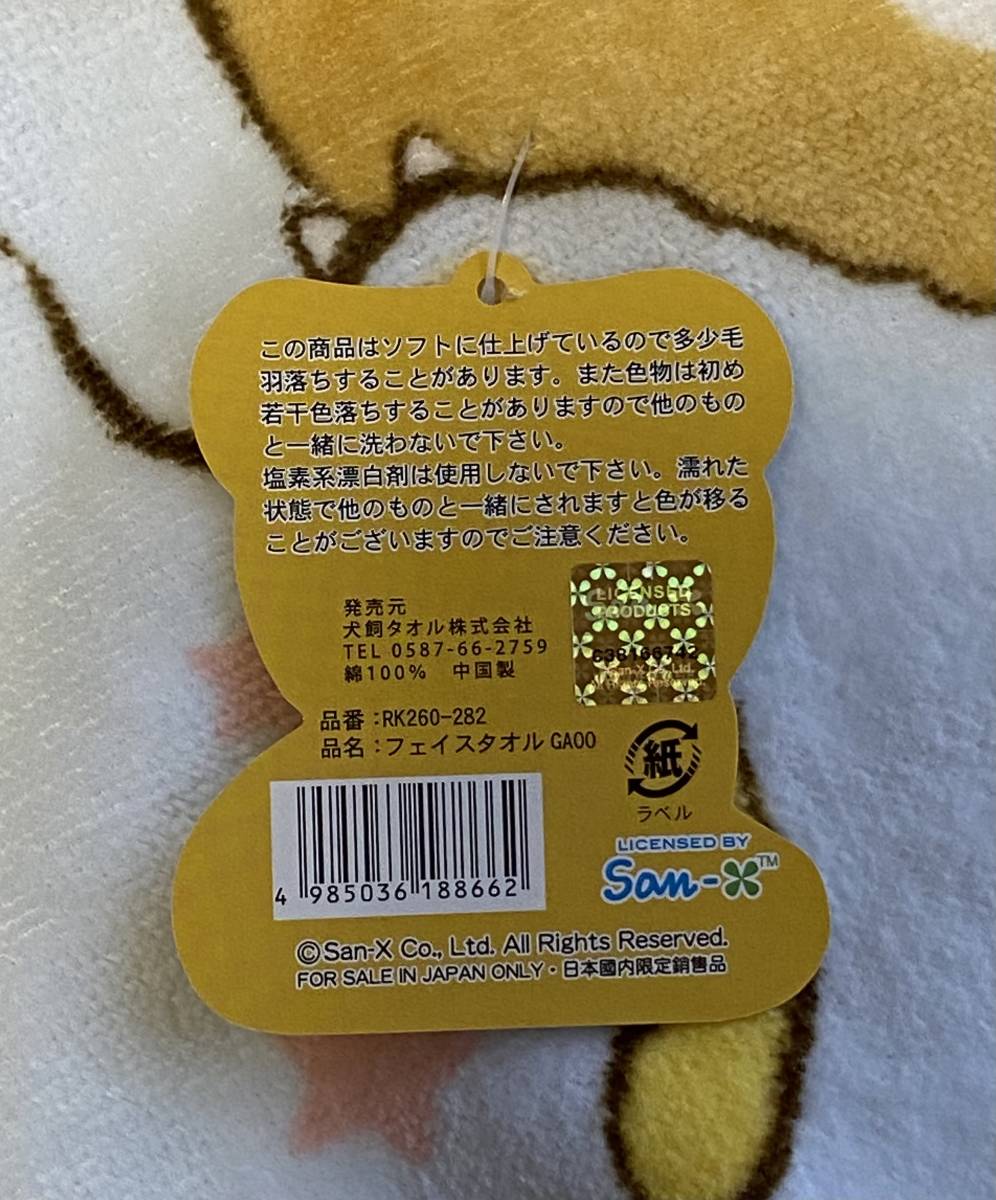 この商品はソフトに仕上げているので多少毛
羽落ちすることがあります。また色物は初め
若干色落ちすることがありますので他のもの
と一緒に洗わないで下さい。
塩素系漂白剤は使用しないで下さい。濡れた
状態で他のものと一緒にされますと色が移る
ことがございますのでご注意ください。
発売元
犬飼タオル株式会社
TEL 0587-66-2759
綿100% 中国製
LICENSED
PRODUCTS
San-X Co., Ltd.
品番:RK260-282
品名:フェイスタオル GA00
紙
ラベル
4 985036 188662
LICENSED BY
San-X™
©San-X Co., Ltd. All Rights Reserved.
FOR SALE IN JAPAN ONLY・日本國内限定銷售品